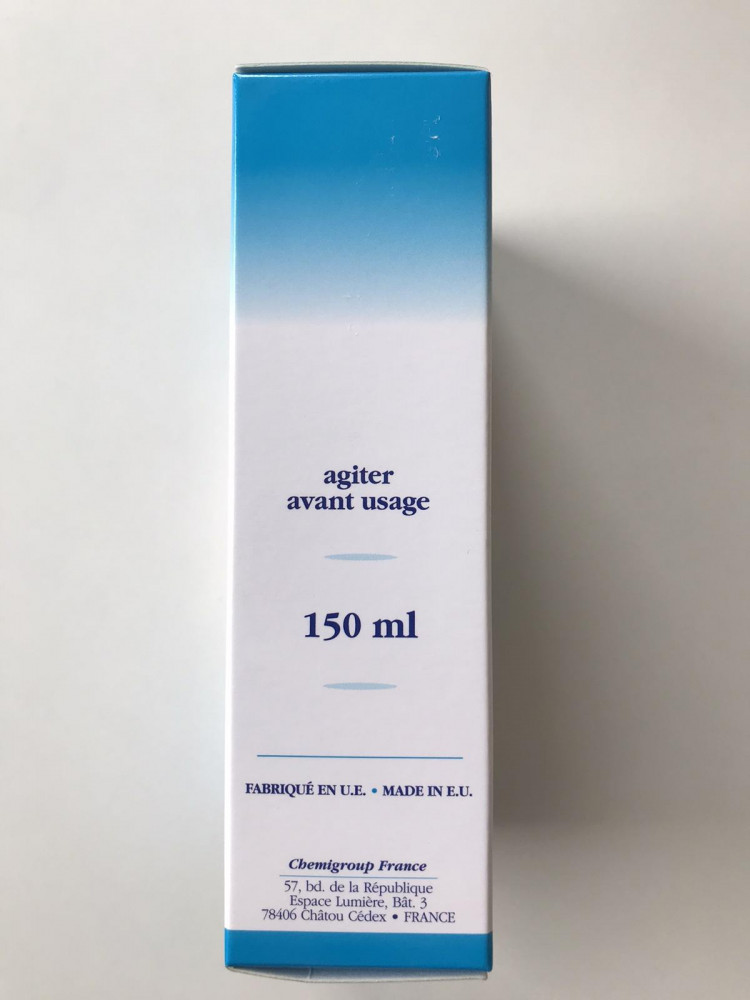 agiter
avant usage
150 ml
FABRIQUÉ EN U.E. • MADE IN E.U.
Chemigroup France
57, bd. de la République
Espace Lumière, Bât. 3
78406 Châtou Cédex • FRANCE